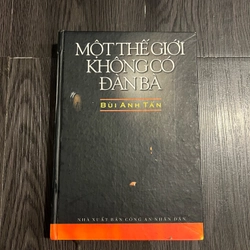 MỘT THẾ GIỚI
KHÔNG CÓ
ĐÀN BÀ
BÙI ANH TẤN
NHÀ XUẤT BẢN CÔNG AN NHÂN DÂN